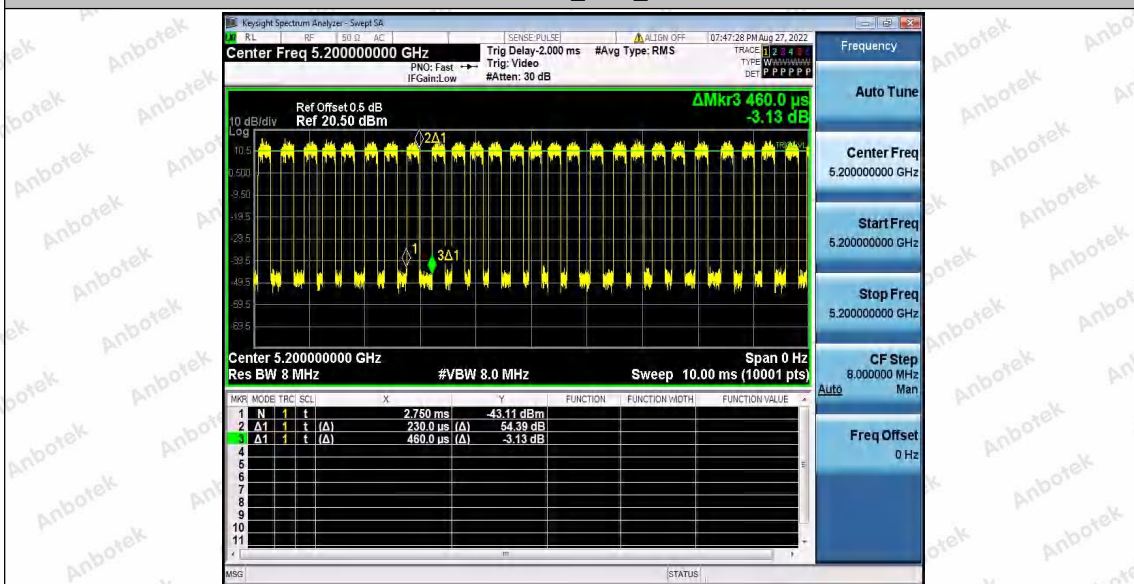 Keysight Spectrum Analyzer - Swept SA
RL RF 50 Ω AC SENSE:PULSE ALIGN OFF 07:47:28 PM Aug 27, 2022
Center Freq 5.200000000 GHz
PNO: Fast
IFGain:Low
Trig Delay-2.000 ms
Trig: Video
#Atten: 30 dB
#Avg Type: RMS
TRACE 1 2 3 4 5 6
TYPE W
DET P P P P P P
ΔMkr3 460.0 µs
-3.13 dB
Ref Offset 0.5 dB
10 dB/div Ref 20.50 dBm
Log
10.5
0.500
-9.50
-19.5
-29.5
-39.5
-49.5
-59.5
-69.5
2Δ1
1
3Δ1
Center 5.200000000 GHz Span 0 Hz
Res BW 8 MHz #VBW 8.0 MHz Sweep 10.00 ms (10001 pts)
MKR MODE TRC SCL X Y FUNCTION FUNCTION WIDTH FUNCTION VALUE
1 N 1 t 2.750 ms -43.11 dBm
2 Δ1 1 t (Δ) 230.0 µs (Δ) 54.39 dB
3 Δ1 1 t (Δ) 460.0 µs (Δ) -3.13 dB
4
5
6
7
8
9
10
11
MSG STATUS
Frequency
Auto Tune
Center Freq
5.200000000 GHz
Start Freq
5.200000000 GHz
Stop Freq
5.200000000 GHz
CF Step
8.000000 MHz
Auto Man
Freq Offset
0 Hz
Anbotek